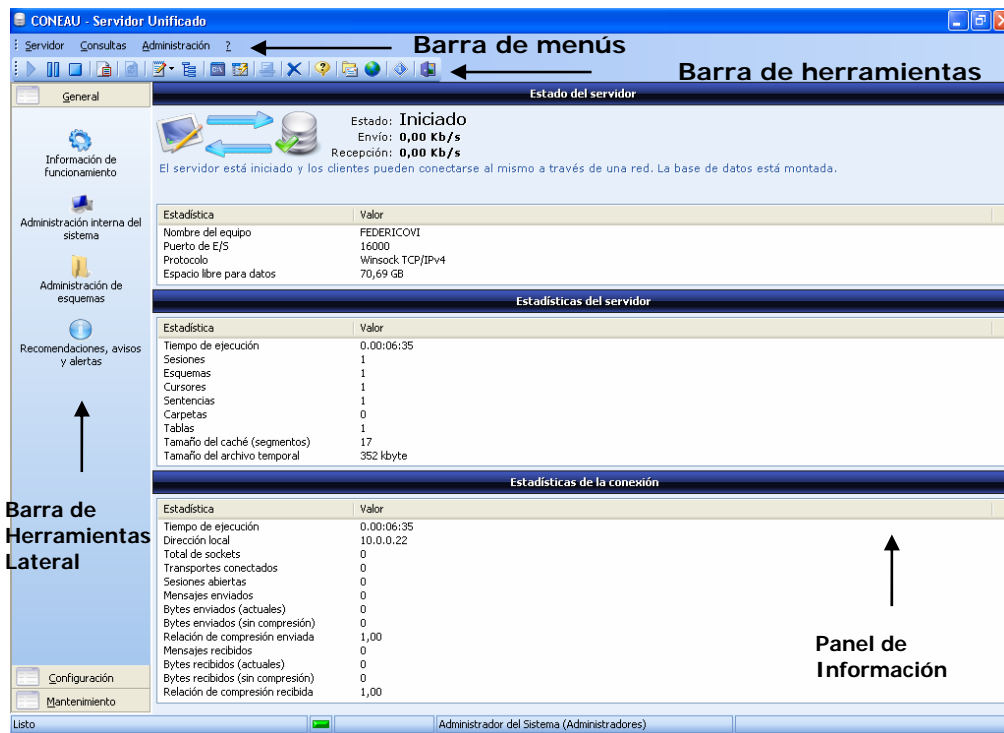 CONEAU - Servidor Unificado
Servidor Consultas Administración ?
Barra de menús
Barra de herramientas
General
Información de
funcionamiento
Administración interna del
sistema
Administración de
esquemas
Recomendaciones, avisos
y alertas
Barra de
Herramientas
Lateral
Configuración
Mantenimiento
Estado del servidor
Estado: Iniciado
Envío: 0,00 Kb/s
Recepción: 0,00 Kb/s
El servidor está iniciado y los clientes pueden conectarse al mismo a través de una red. La base de datos está montada.
Estadística Valor
Nombre del equipo FEDERICOVI
Puerto de E/S 16000
Protocolo Winsock TCP/IPv4
Espacio libre para datos 70,69 GB
Estadísticas del servidor
Estadística Valor
Tiempo de ejecución 0.00:06:35
Sesiones 1
Esquemas 1
Cursores 1
Sentencias 1
Carpetas 0
Tablas 1
Tamaño del caché (segmentos) 17
Tamaño del archivo temporal 352 kbyte
Estadísticas de la conexión
Estadística Valor
Tiempo de ejecución 0.00:06:35
Dirección local 10.0.0.22
Total de sockets 0
Transportes conectados 0
Sesiones abiertas 0
Mensajes enviados 0
Bytes enviados (actuales) 0
Bytes enviados (sin compresión) 0
Relación de compresión enviada 1,00
Mensajes recibidos 0
Bytes recibidos (actuales) 0
Bytes recibidos (sin compresión) 0
Relación de compresión recibida 1,00
Panel de
Información
Listo Administrador del Sistema (Administradores)